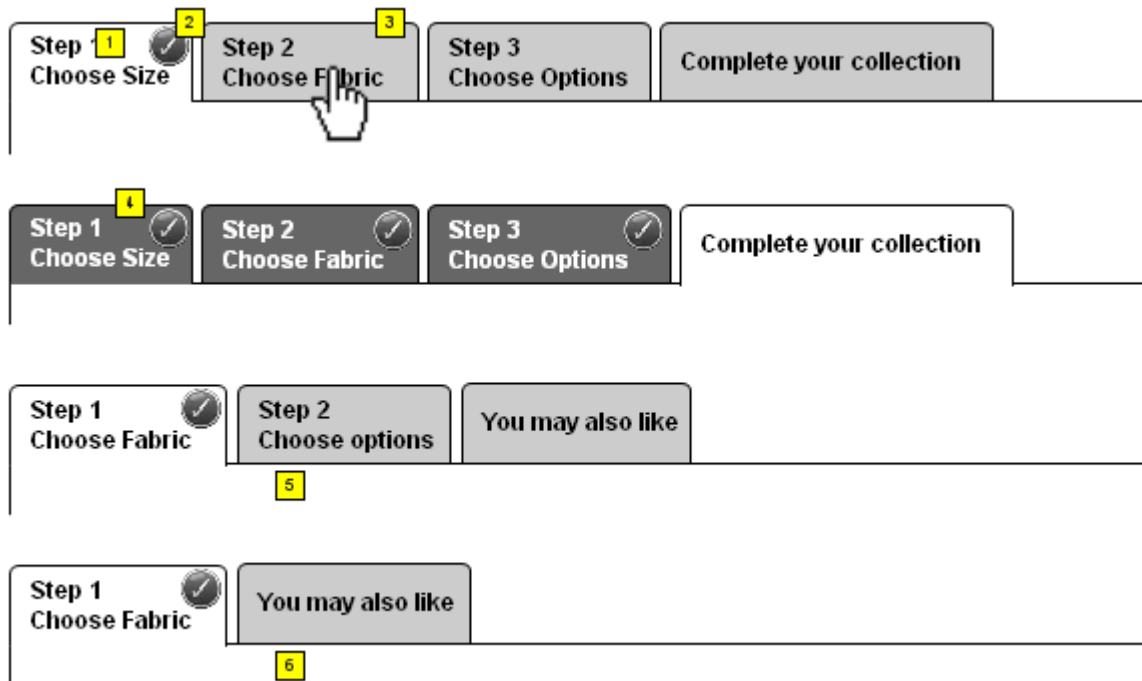 1
2
3
Step 1
Choose Size
Step 2
Choose Fabric
Step 3
Choose Options
Complete your collection
4
Step 1
Choose Size
Step 2
Choose Fabric
Step 3
Choose Options
Complete your collection
Step 1
Choose Fabric
Step 2
Choose options
You may also like
5
Step 1
Choose Fabric
You may also like
6